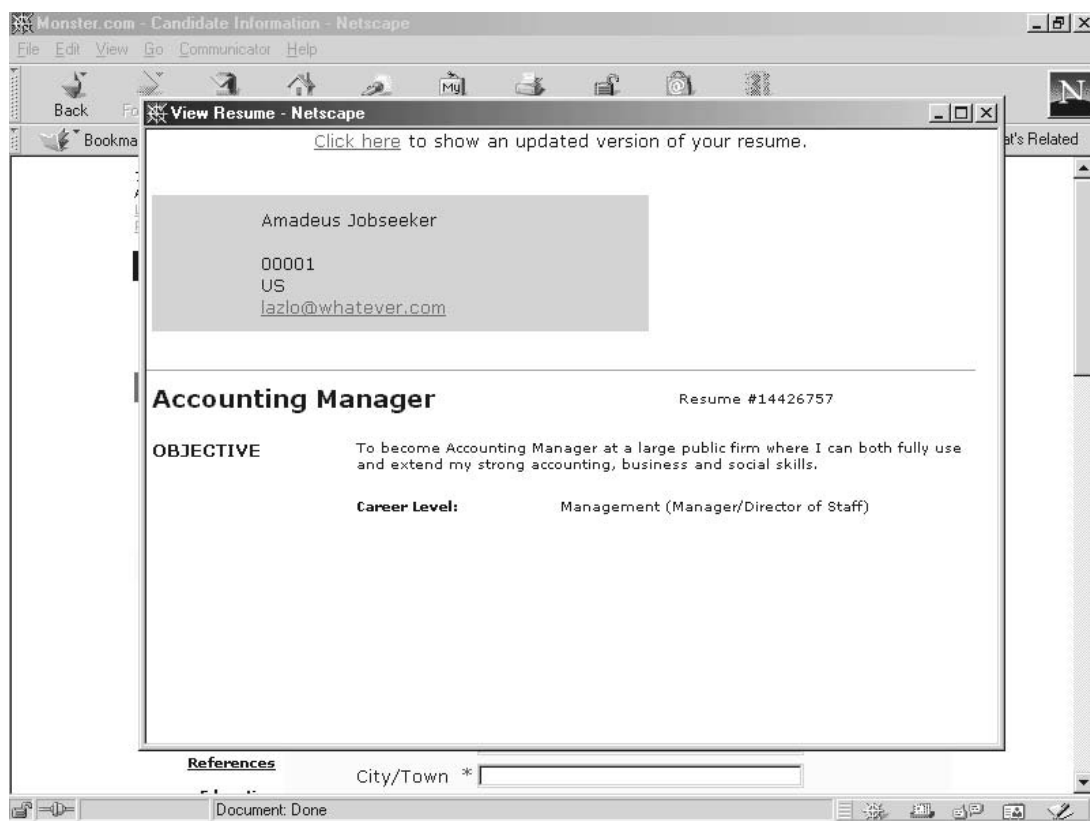 Monster.com - Candidate Information - Netscape
File Edit View Go Communicator Help
My
Back
N
View Resume - Netscape
Bookma
at's Related
Click here to show an updated version of your resume.
Amadeus Jobseeker
00001
US
lazlo@whatever.com
Accounting Manager
Resume #14426757
OBJECTIVE
To become Accounting Manager at a large public firm where I can both fully use
and extend my strong accounting, business and social skills.
Career Level:
Management (Manager/Director of Staff)
References
City/Town *
Document: Done